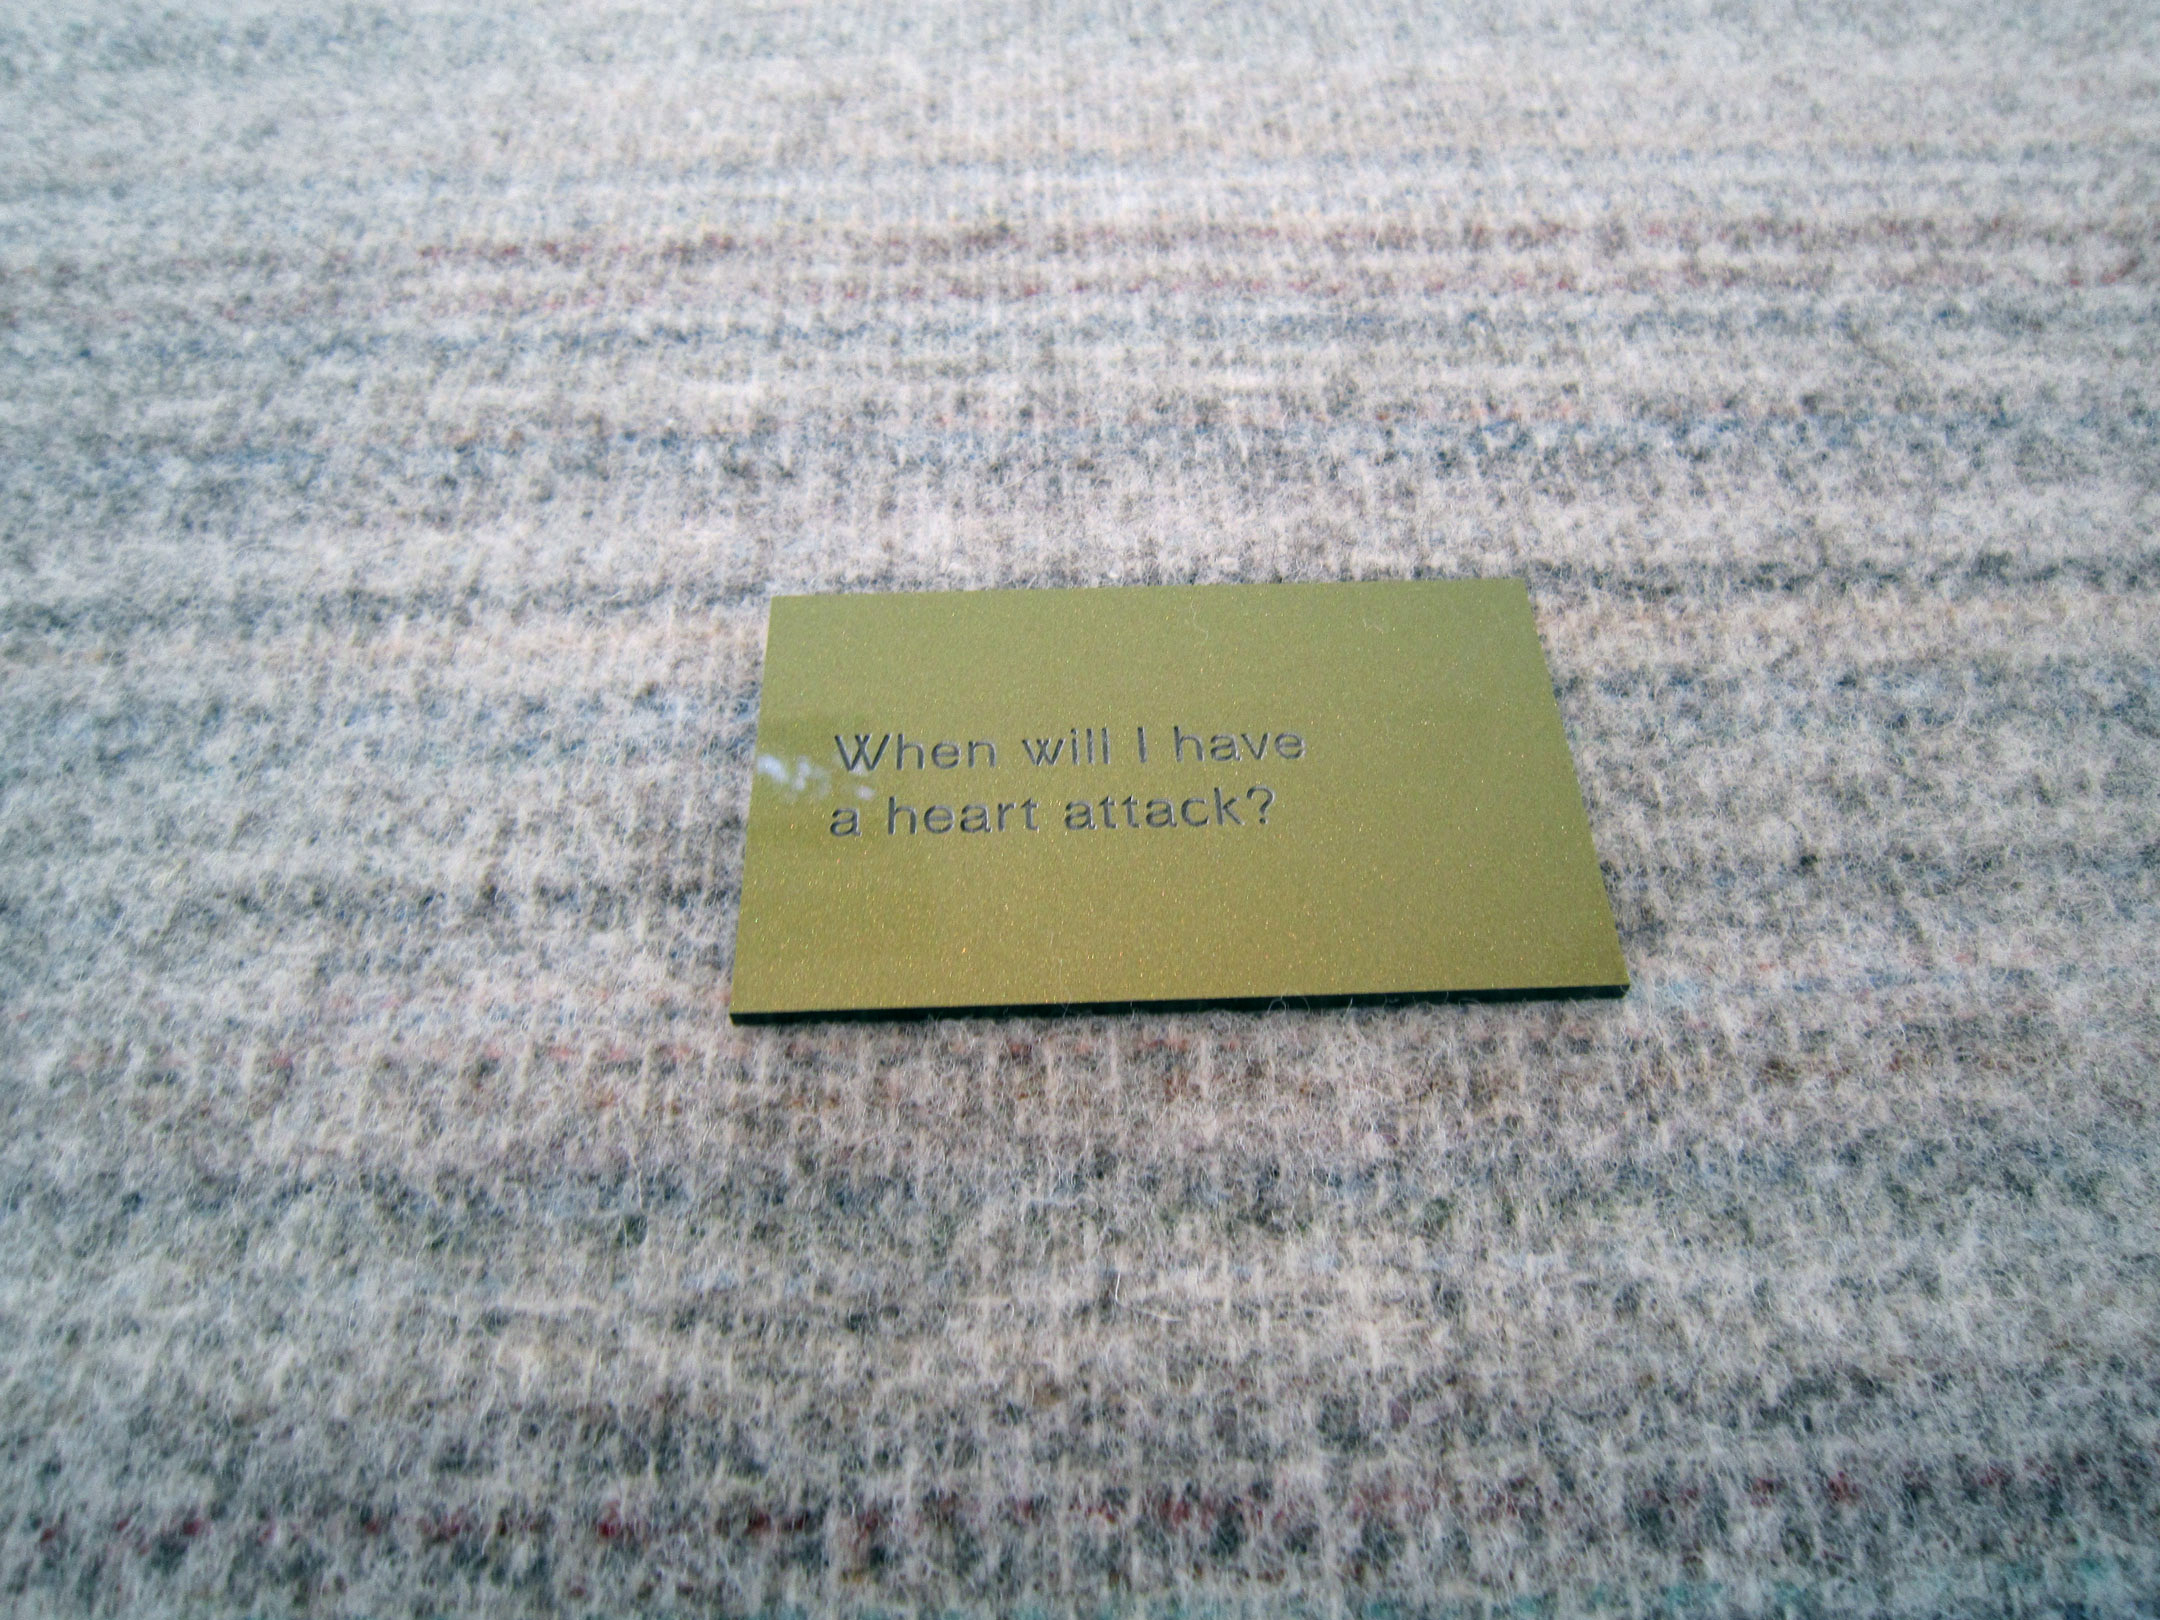 When will I have
a heart attack?